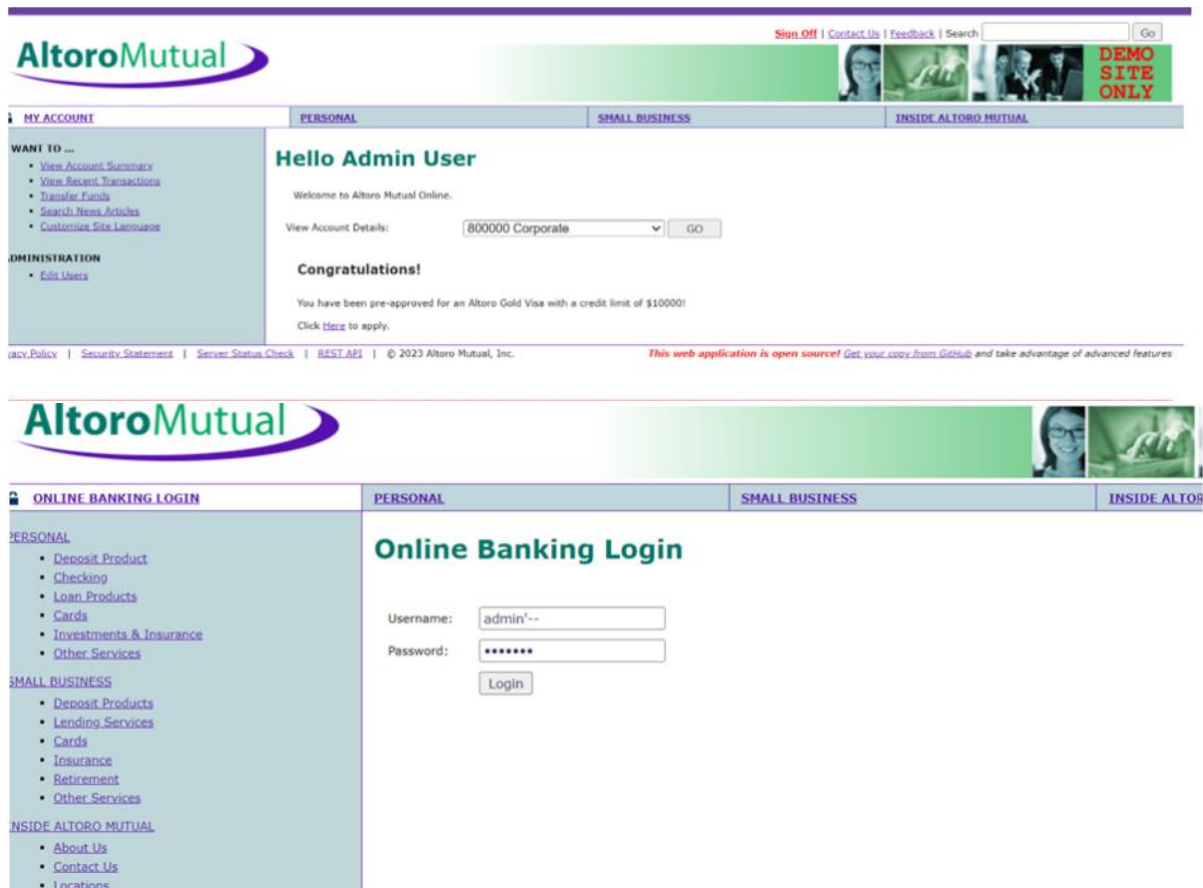 Sign Off | Contact Us | Feedback | Search Go
AltoroMutual
DEMO
SITE
ONLY
MY ACCOUNT PERSONAL SMALL BUSINESS INSIDE ALTORO MUTUAL
WANT TO ...
• View Account Summary
• View Recent Transactions
• Transfer Funds
• Search News Articles
• Customize Site Language
DMINISTRATION
• Edit Users
Hello Admin User
Welcome to Altoro Mutual Online.
View Account Details: 800000 Corporate GO
Congratulations!
You have been pre-approved for an Altoro Gold Visa with a credit limit of $10000!
Click Here to apply.
vacy Policy | Security Statement | Server Status Check | REST API | © 2023 Altoro Mutual, Inc. This web application is open source! Get your copy from GitHub and take advantage of advanced features
AltoroMutual
ONLINE BANKING LOGIN PERSONAL SMALL BUSINESS INSIDE ALTOR
PERSONAL
• Deposit Product
• Checking
• Loan Products
• Cards
• Investments & Insurance
• Other Services
SMALL BUSINESS
• Deposit Products
• Lending Services
• Cards
• Insurance
• Retirement
• Other Services
INSIDE ALTORO MUTUAL
• About Us
• Contact Us
• Locations
Online Banking Login
Username: admin'--
Password: •••••••
Login